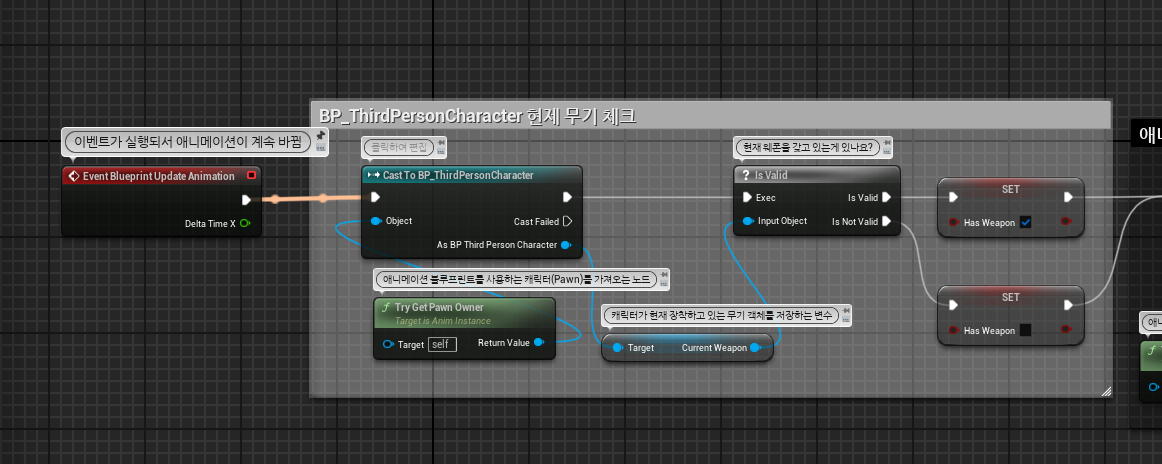 BP_ThirdPersonCharacter 현제 무기 체크
이벤트가 실행되서 애니메이션이 계속 바뀜
클릭하여 편집
현재 웨폰을 갖고 있는게 있나요?
애니
Event Blueprint Update Animation
Delta Time X
Cast To BP_ThirdPersonCharacter
Object
Cast Failed
As BP Third Person Character
? Is Valid
Exec
Is Valid
Input Object
Is Not Valid
SET
Has Weapon
애니메이션 블루프린트를 사용하는 캐릭터(Pawn)를 가져오는 노드
f Try Get Pawn Owner
Target is Anim Instance
Target
self
Return Value
캐릭터가 현재 장착하고 있는 무기 객체를 저장하는 변수
Target
Current Weapon
SET
Has Weapon
애니
f